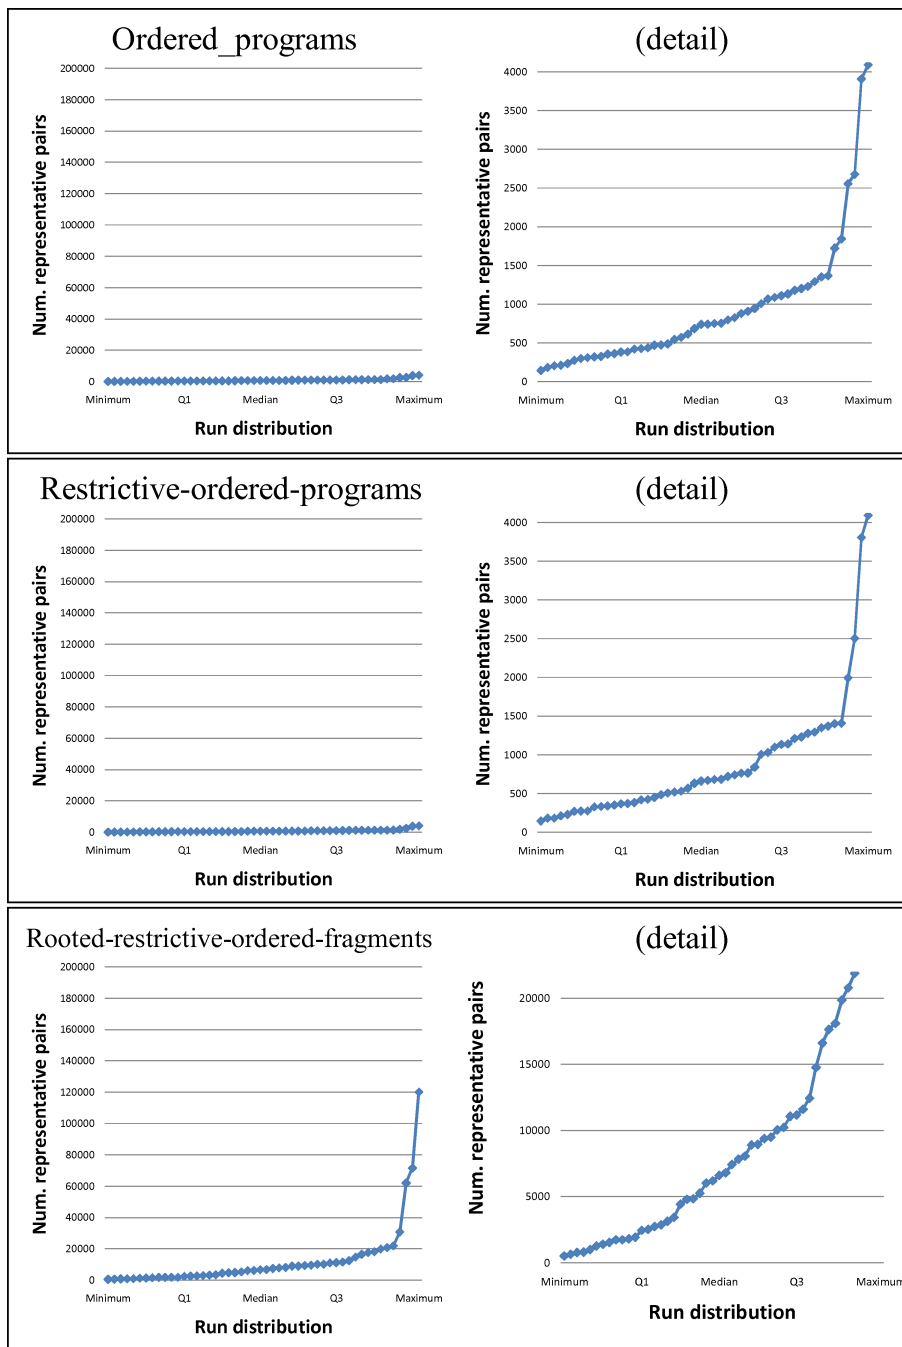 Ordered_programs
(detail)
Num. representative pairs
200000
180000
160000
140000
120000
100000
80000
60000
40000
20000
0
Minimum Q1 Median Q3 Maximum
Run distribution
Num. representative pairs
4000
3500
3000
2500
2000
1500
1000
500
0
Minimum Q1 Median Q3 Maximum
Run distribution
Restrictive-ordered-programs
(detail)
Num. representative pairs
200000
180000
160000
140000
120000
100000
80000
60000
40000
20000
0
Minimum Q1 Median Q3 Maximum
Run distribution
Num. representative pairs
4000
3500
3000
2500
2000
1500
1000
500
0
Minimum Q1 Median Q3 Maximum
Run distribution
Rooted-restrictive-ordered-fragments
(detail)
Num. representative pairs
200000
180000
160000
140000
120000
100000
80000
60000
40000
20000
0
Minimum Q1 Median Q3 Maximum
Run distribution
Num. representative pairs
20000
15000
10000
5000
0
Minimum Q1 Median Q3 Maximum
Run distribution